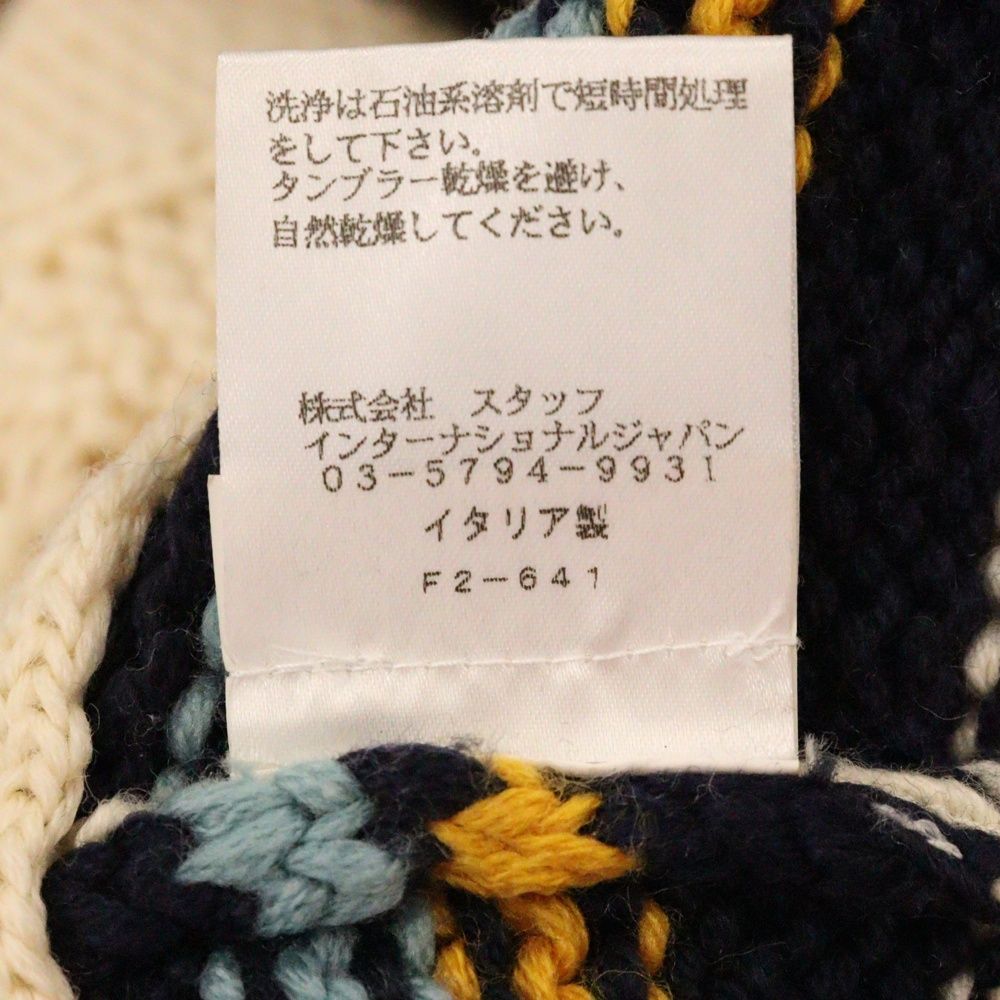 洗浄は石油系溶剤で短時間処理
をして下さい。
タンブラー乾燥を避け、
自然乾燥してください。
株式会社　スタッフ
インターナショナルジャパン
03-5794-9931
イタリア製
F2-641